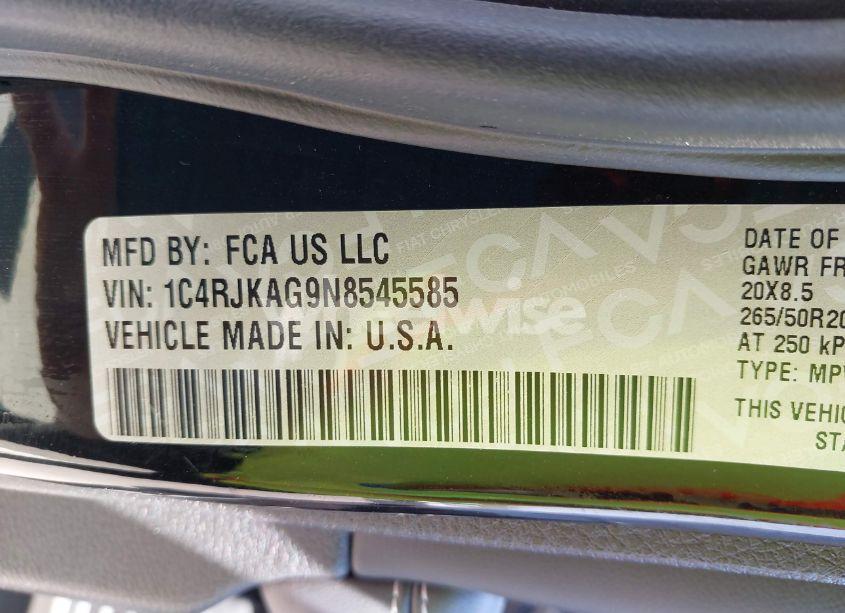 MFD BY: FCA US LLC
VIN: 1C4RJKAG9N8545585
VEHICLE MADE IN: U.S.A.
DATE OF
GAWR FR
20X8.5
265/50R20
AT 250 kP
TYPE: MPV
THIS VEHIC
STA